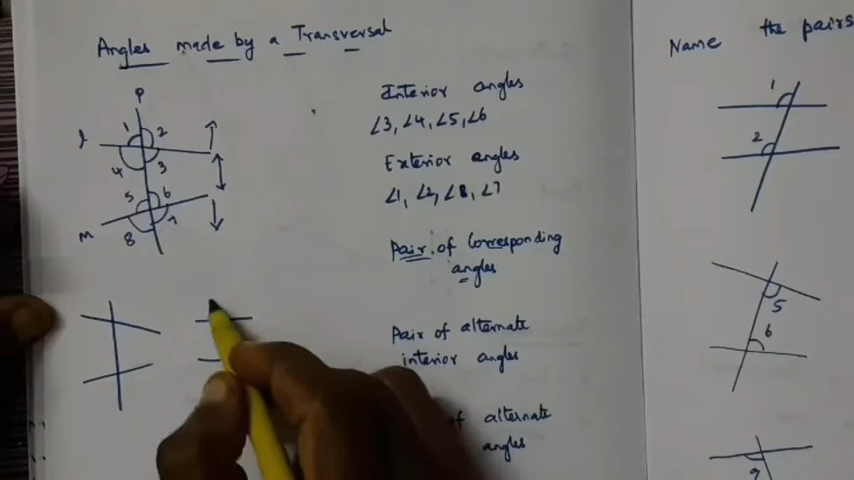 Angles made by a Transversal
P
l
1 2
4 3
5 6
8 7
m
Interior angles
∠3, ∠4, ∠5, ∠6
Exterior angles
∠1, ∠2, ∠8, ∠7
Pair of Corresponding
angles
Pair of alternate
interior angles
of alternate
angles
Name the pairs
1
2
5
6
9